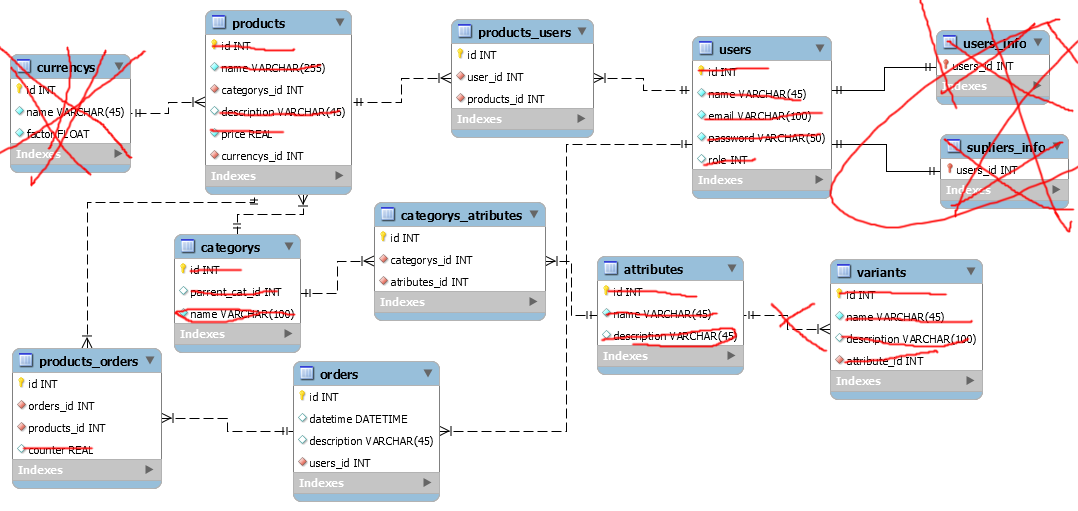 currencys
id INT
name VARCHAR(45)
factor FLOAT
Indexes
products
id INT
name VARCHAR(255)
categorys_id INT
description VARCHAR(45)
price REAL
currencys_id INT
Indexes
products_users
id INT
user_id INT
products_id INT
Indexes
users
id INT
name VARCHAR(45)
email VARCHAR(100)
password VARCHAR(50)
role INT
Indexes
users_info
users_id INT
Indexes
supliers_info
users_id INT
Indexes
categorys
id INT
parrent_cat_id INT
name VARCHAR(100)
Indexes
categorys_atributes
id INT
categorys_id INT
atributes_id INT
Indexes
attributes
id INT
name VARCHAR(45)
description VARCHAR(45)
Indexes
variants
id INT
name VARCHAR(45)
description VARCHAR(100)
attribute_id INT
Indexes
products_orders
id INT
orders_id INT
products_id INT
counter REAL
Indexes
orders
id INT
datetime DATETIME
description VARCHAR(45)
users_id INT
Indexes